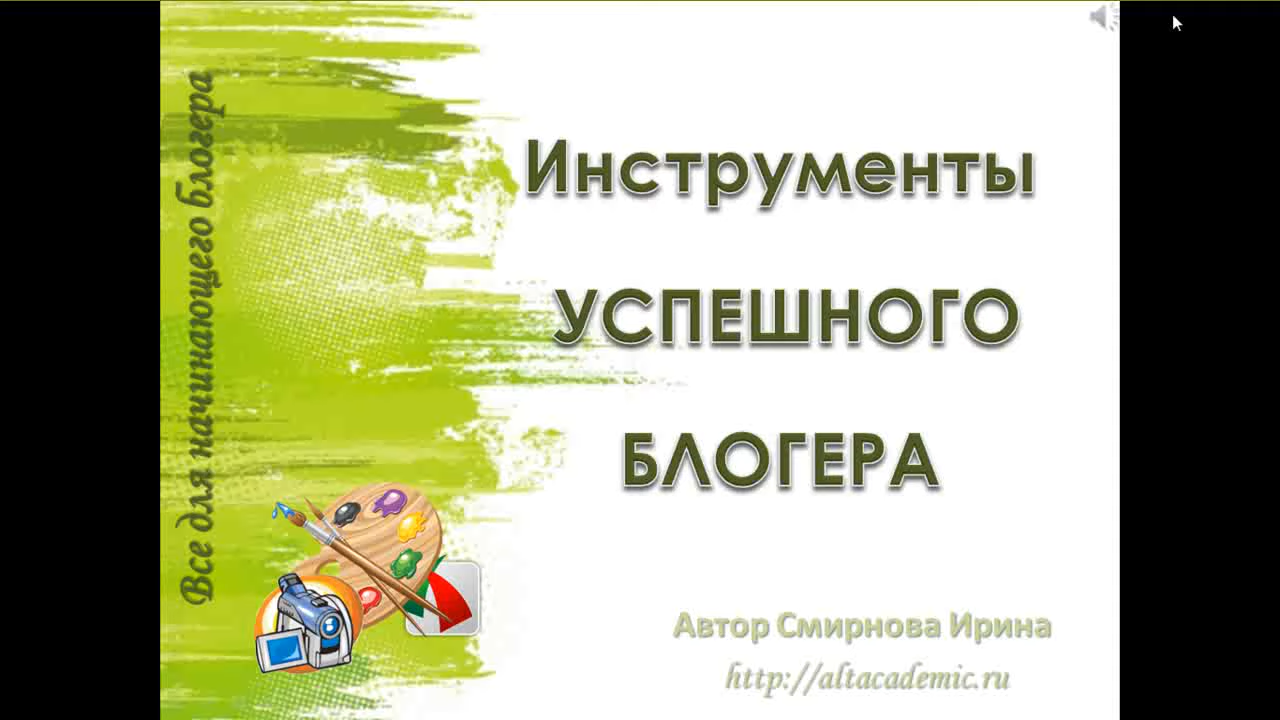 Все для начинающего блогера
Инструменты
УСПЕШНОГО
БЛОГЕРА
Автор Смирнова Ирина
http://altacademic.ru